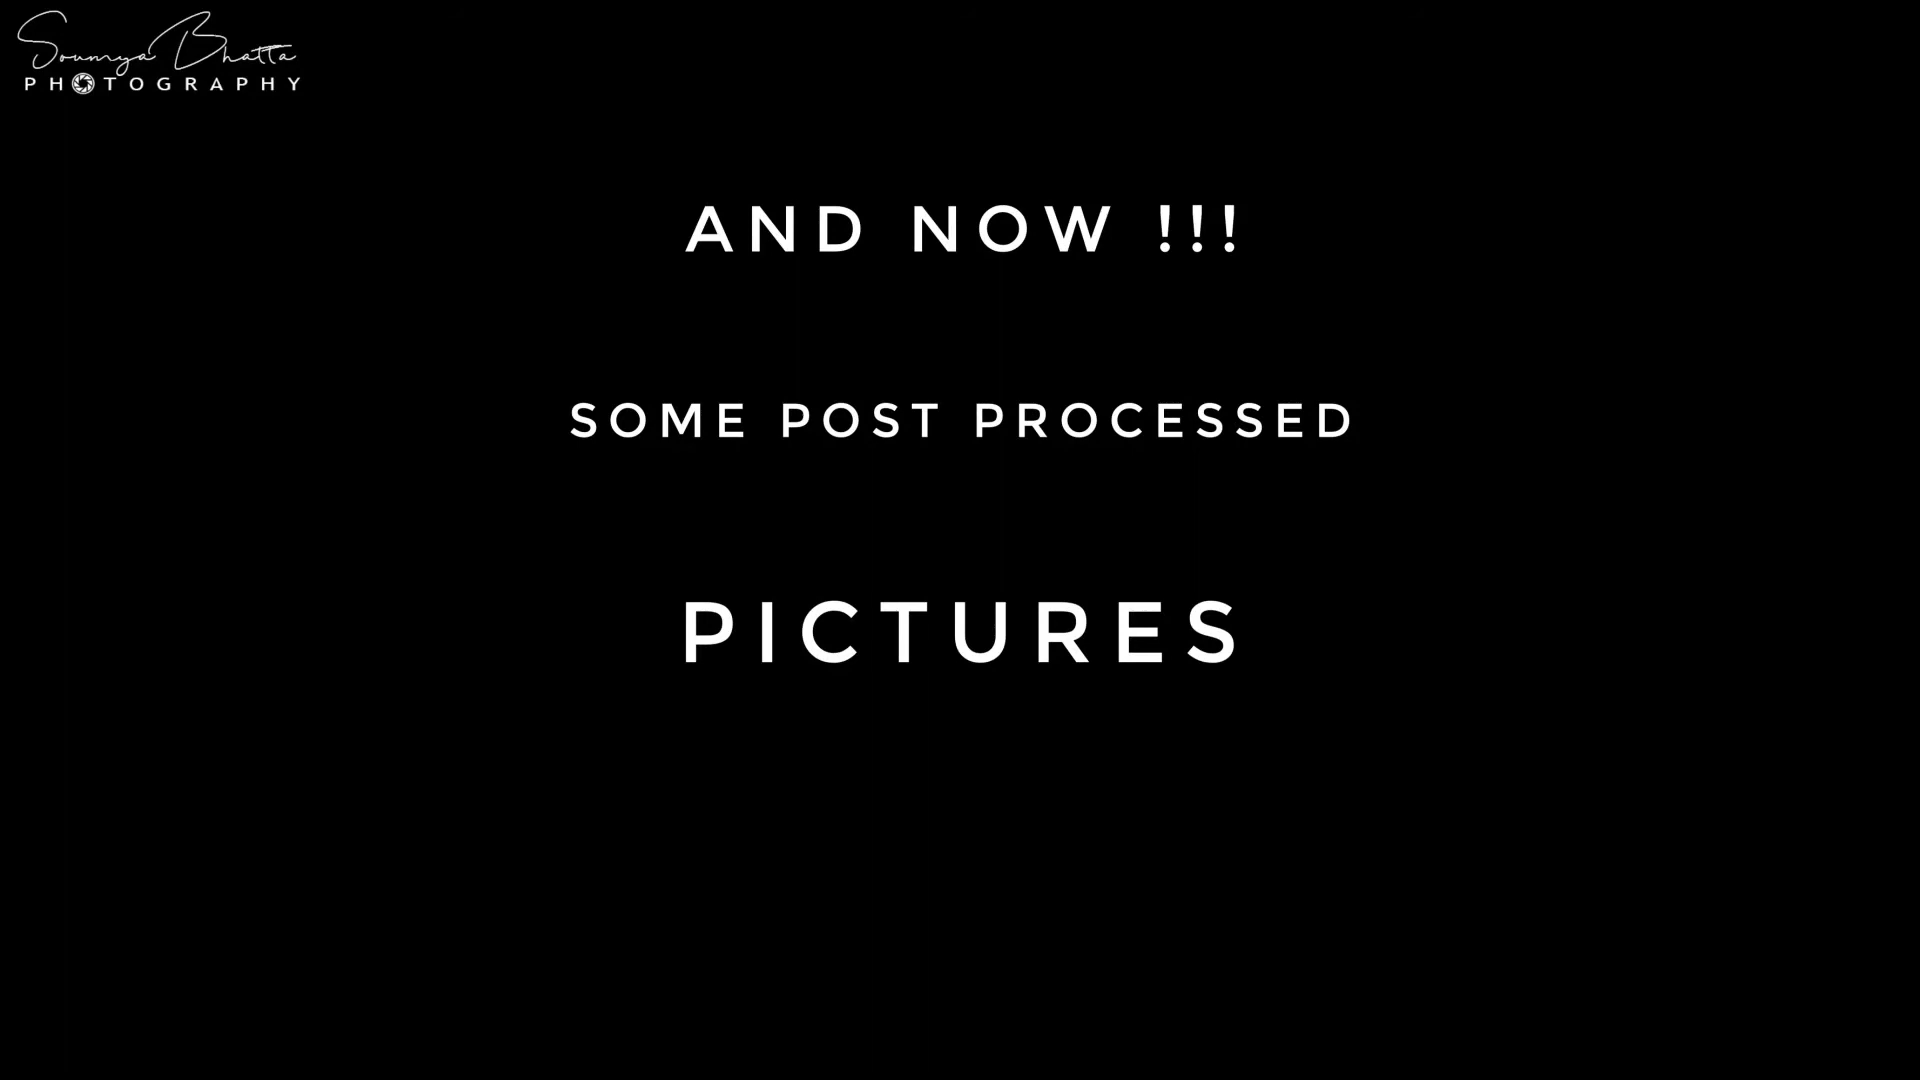 Soumya Bhatta
PHOTOGRAPHY
AND NOW !!!
SOME POST PROCESSED
PICTURES